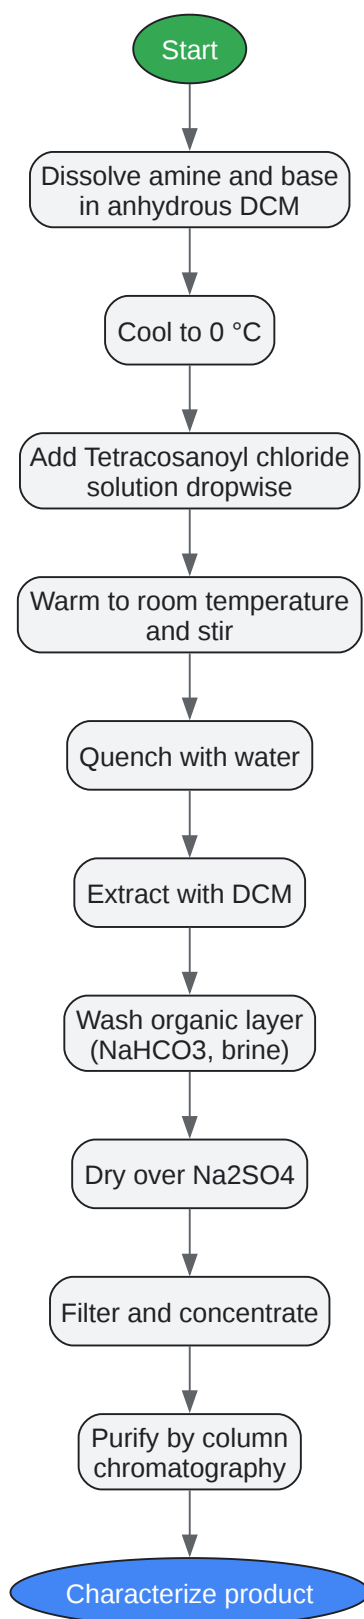 Start
Dissolve amine and base
in anhydrous DCM
Cool to 0 °C
Add Tetracosanoyl chloride
solution dropwise
Warm to room temperature
and stir
Quench with water
Extract with DCM
Wash organic layer
(NaHCO3, brine)
Dry over Na2SO4
Filter and concentrate
Purify by column
chromatography
Characterize product